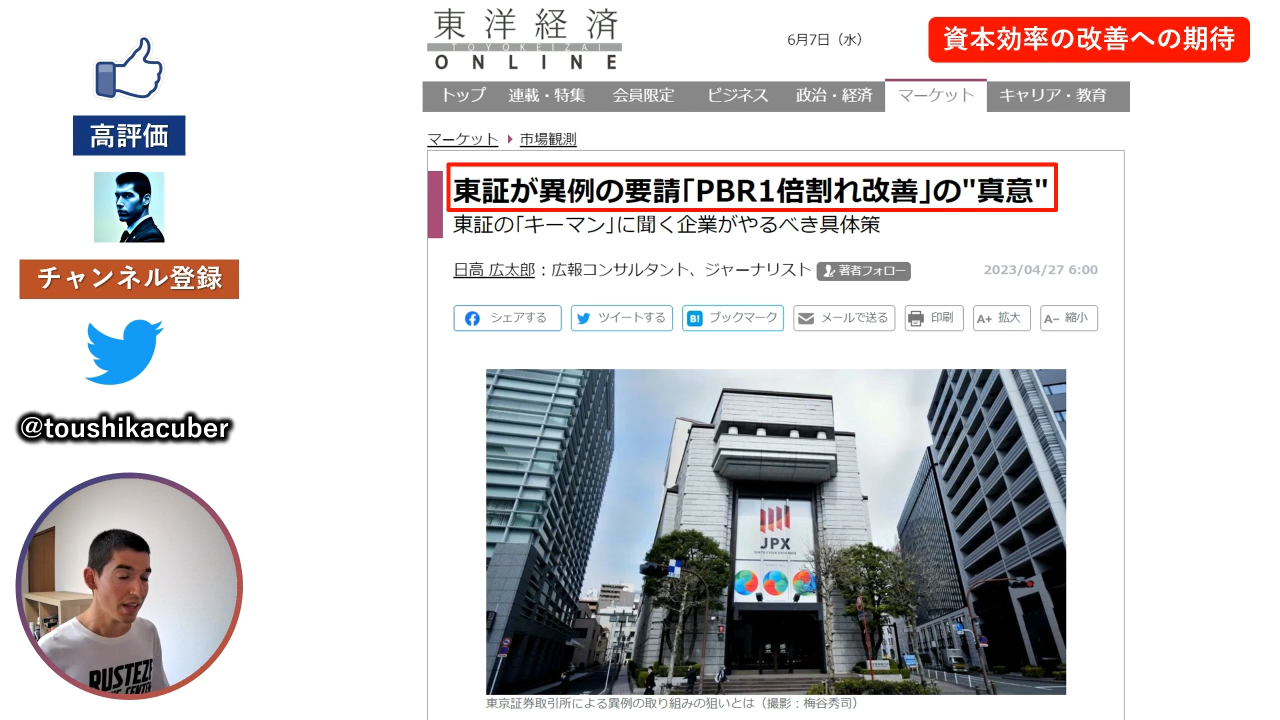 高評価
チャンネル登録
@toushikacuber
RUSTEZE
東洋経済
TOYOKEIZAI
ONLINE
6月7日（水）
資本効率の改善への期待
トップ 連載・特集 会員限定 ビジネス 政治・経済 マーケット キャリア・教育
マーケット 市場観測
東証が異例の要請「PBR1倍割れ改善」の"真意"
東証の「キーマン」に聞く企業がやるべき具体策
日高 広太郎：広報コンサルタント、ジャーナリスト 著者フォロー 2023/04/27 6:00
シェアする ツイートする B! ブックマーク メールで送る 印刷 A+ 拡大 A− 縮小
JPX
東京証券取引所による異例の取り組みの狙いとは（撮影：梅谷秀司）